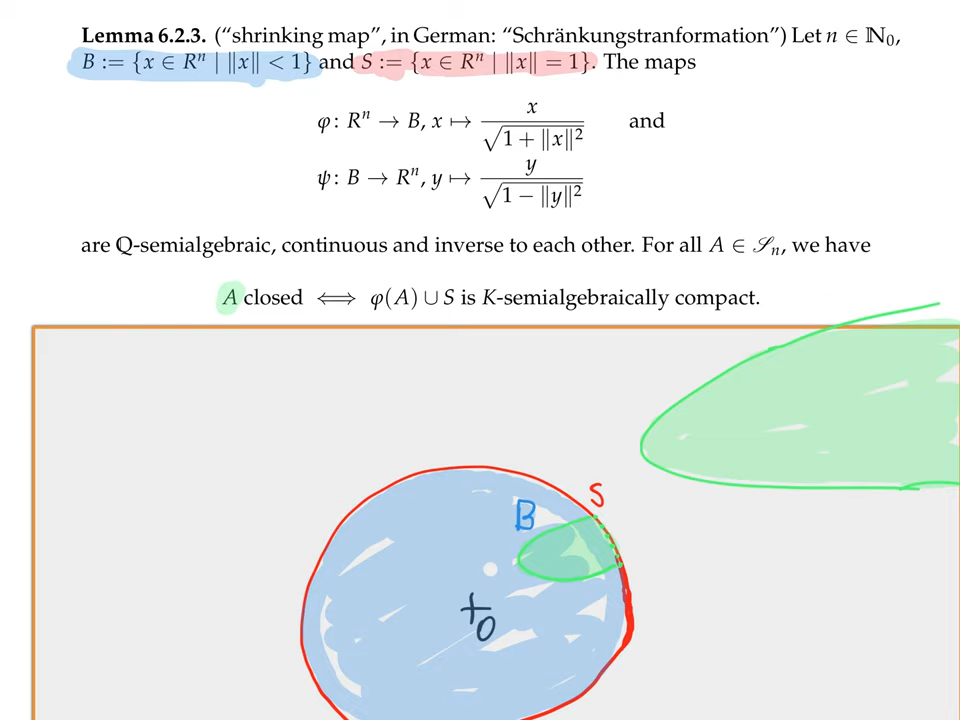 Lemma 6.2.3. (“shrinking map”, in German: “Schränkungstranformation”) Let n ∈ ℕ₀,
B := {x ∈ Rⁿ | ‖x‖ < 1} and S := {x ∈ Rⁿ | ‖x‖ = 1}. The maps
φ: Rⁿ → B, x ↦ x / √(1 + ‖x‖²) and
ψ: B → Rⁿ, y ↦ y / √(1 − ‖y‖²)
are Q-semialgebraic, continuous and inverse to each other. For all A ∈ 𝒮ₙ, we have
A closed ⟺ φ(A) ∪ S is K-semialgebraically compact.
S
B
0